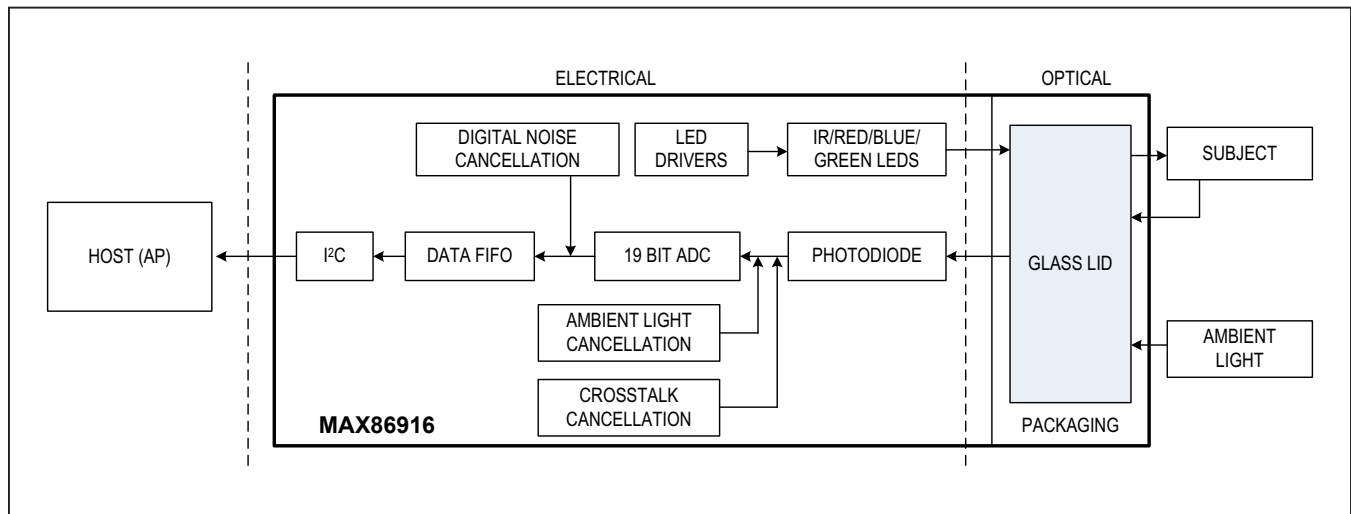 ELECTRICAL
OPTICAL
DIGITAL NOISE
CANCELLATION
LED
DRIVERS
IR/RED/BLUE/
GREEN LEDS
SUBJECT
HOST (AP)
I²C
DATA FIFO
19 BIT ADC
PHOTODIODE
GLASS LID
AMBIENT LIGHT
CANCELLATION
AMBIENT
LIGHT
CROSSTALK
CANCELLATION
MAX86916
PACKAGING